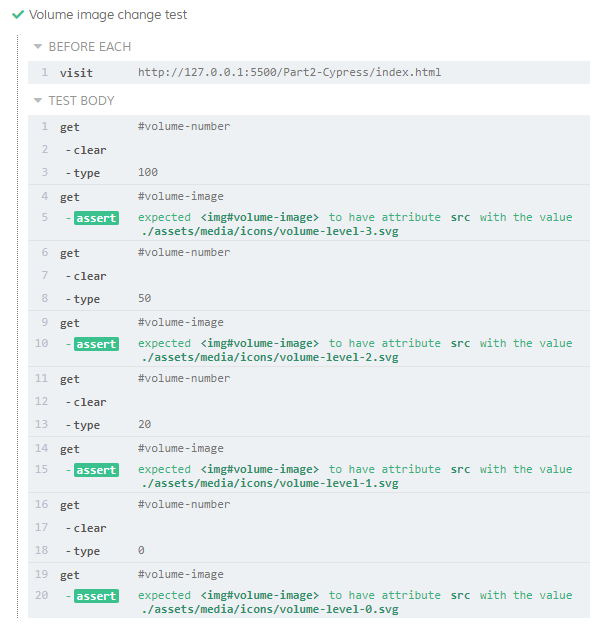 Volume image change test
BEFORE EACH
1 visit http://127.0.0.1:5500/Part2-Cypress/index.html
TEST BODY
1 get #volume-number
2 -clear
3 -type 100
4 get #volume-image
5 -assert expected <img#volume-image> to have attribute src with the value
./assets/media/icons/volume-level-3.svg
6 get #volume-number
7 -clear
8 -type 50
9 get #volume-image
10 -assert expected <img#volume-image> to have attribute src with the value
./assets/media/icons/volume-level-2.svg
11 get #volume-number
12 -clear
13 -type 20
14 get #volume-image
15 -assert expected <img#volume-image> to have attribute src with the value
./assets/media/icons/volume-level-1.svg
16 get #volume-number
17 -clear
18 -type 0
19 get #volume-image
20 -assert expected <img#volume-image> to have attribute src with the value
./assets/media/icons/volume-level-0.svg